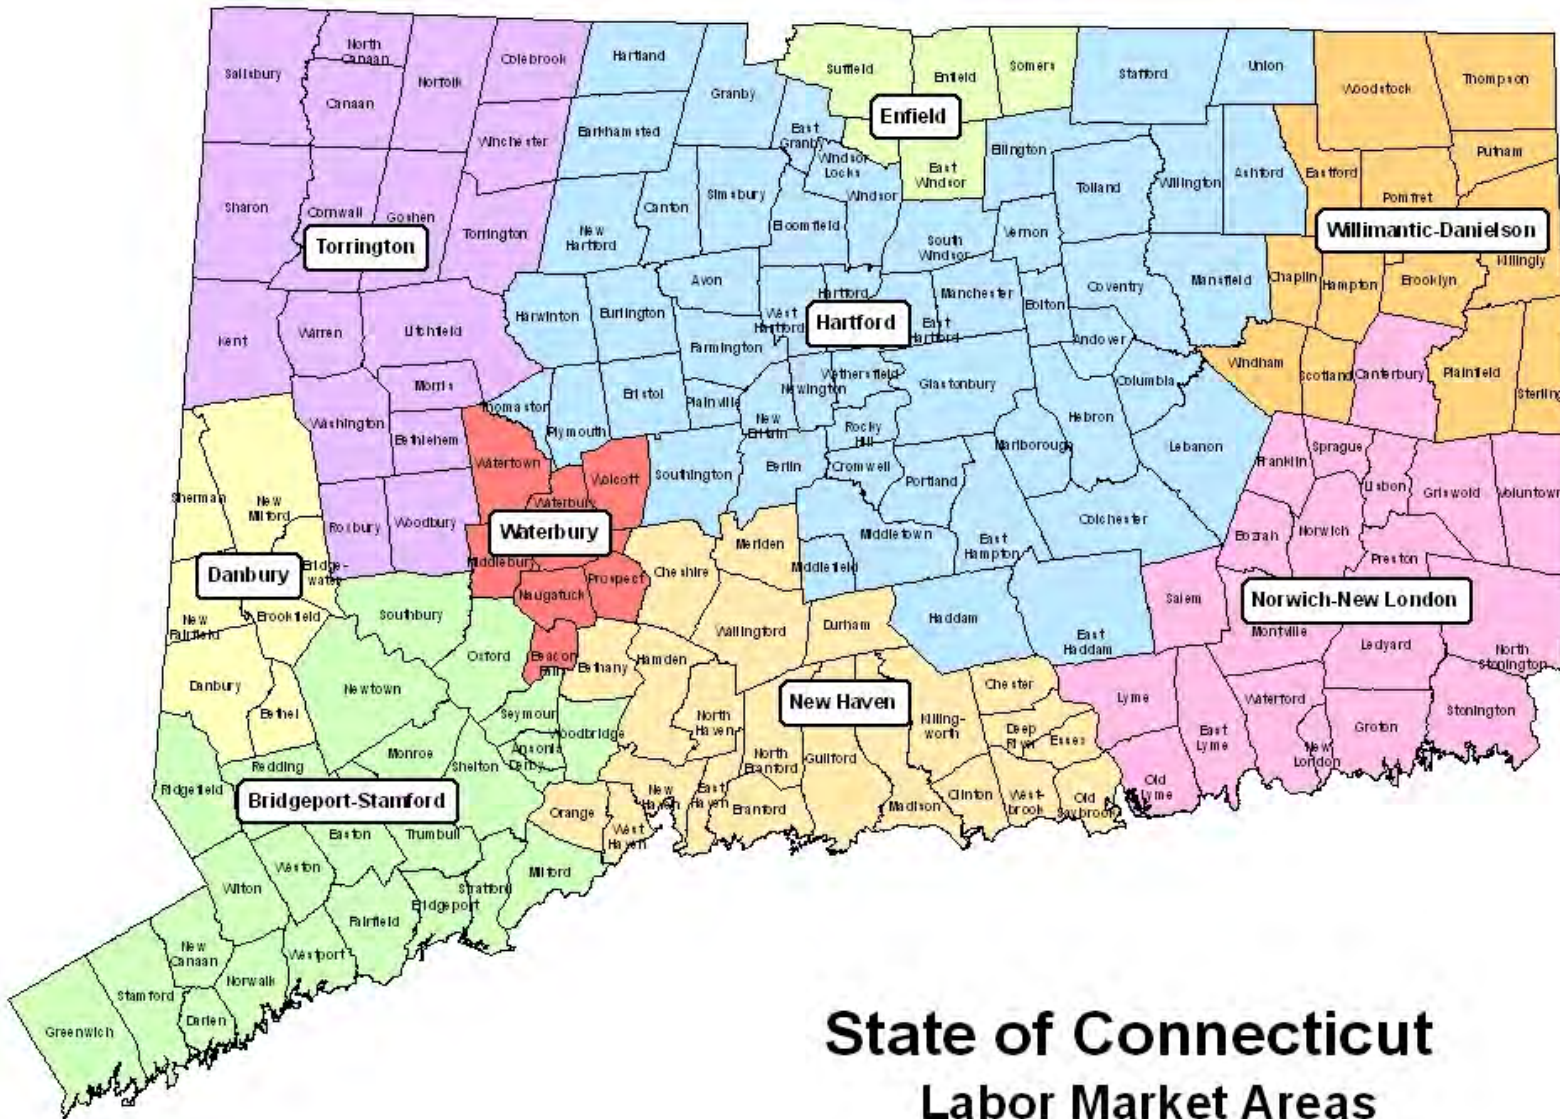 North
Canaan
Colebrook
Hartland
Salisbury
Norfolk
Canaan
Granby
Suffield
Enfield
Somers
Stafford
Union
Woodstock
Thompson
Enfield
Winchester
Barkhamsted
East
Granby
Windsor
Locks
East
Windsor
Ellington
Tolland
Willington
Ashford
Eastford
Putnam
Pomfret
Sharon
Cornwall
Goshen
Torrington
Torrington
New
Hartford
Canton
Simsbury
Bloomfield
Windsor
South
Windsor
Vernon
Willimantic-Danielson
Killingly
Kent
Warren
Litchfield
Harwinton
Burlington
Avon
West
Hartford
Hartford
Hartford
East
Hartford
Manchester
Bolton
Coventry
Mansfield
Chaplin
Hampton
Brooklyn
Morris
Farmington
Andover
Columbia
Windham
Scotland
Canterbury
Plainfield
Sterling
Washington
Bethlehem
Thomaston
Plymouth
Bristol
Plainville
New
Britain
Newington
Wethersfield
Rocky
Hill
Glastonbury
Hebron
Marlborough
Lebanon
Franklin
Sprague
Lisbon
Griswold
Voluntown
Sherman
New
Milford
Roxbury
Woodbury
Watertown
Wolcott
Waterbury
Waterbury
Southington
Berlin
Cromwell
Portland
Middletown
East
Hampton
Colchester
Bozrah
Norwich
Preston
Danbury
Bridge-
water
Middlebury
Naugatuck
Prospect
Cheshire
Meriden
Middlefield
Salem
Norwich-New London
Montville
Ledyard
North
Stonington
New
Fairfield
Brookfield
Southbury
Oxford
Beacon
Falls
Bethany
Hamden
Wallingford
Durham
Haddam
East
Haddam
Danbury
Bethel
Newtown
Seymour
Woodbridge
North
Haven
New Haven
Killing-
worth
Chester
Deep
River
Essex
Lyme
East
Lyme
Waterford
Groton
Stonington
New
London
Ridgefield
Redding
Monroe
Shelton
Ansonia
Derby
Bridgeport-Stamford
Orange
West
Haven
New
Haven
East
Haven
North
Branford
Branford
Guilford
Madison
Clinton
West-
brook
Old
Saybrook
Old
Lyme
Easton
Trumbull
Weston
Wilton
Milford
Stratford
Bridgeport
Fairfield
New
Canaan
Westport
Norwalk
Stamford
Darien
Greenwich
State of Connecticut
Labor Market Areas